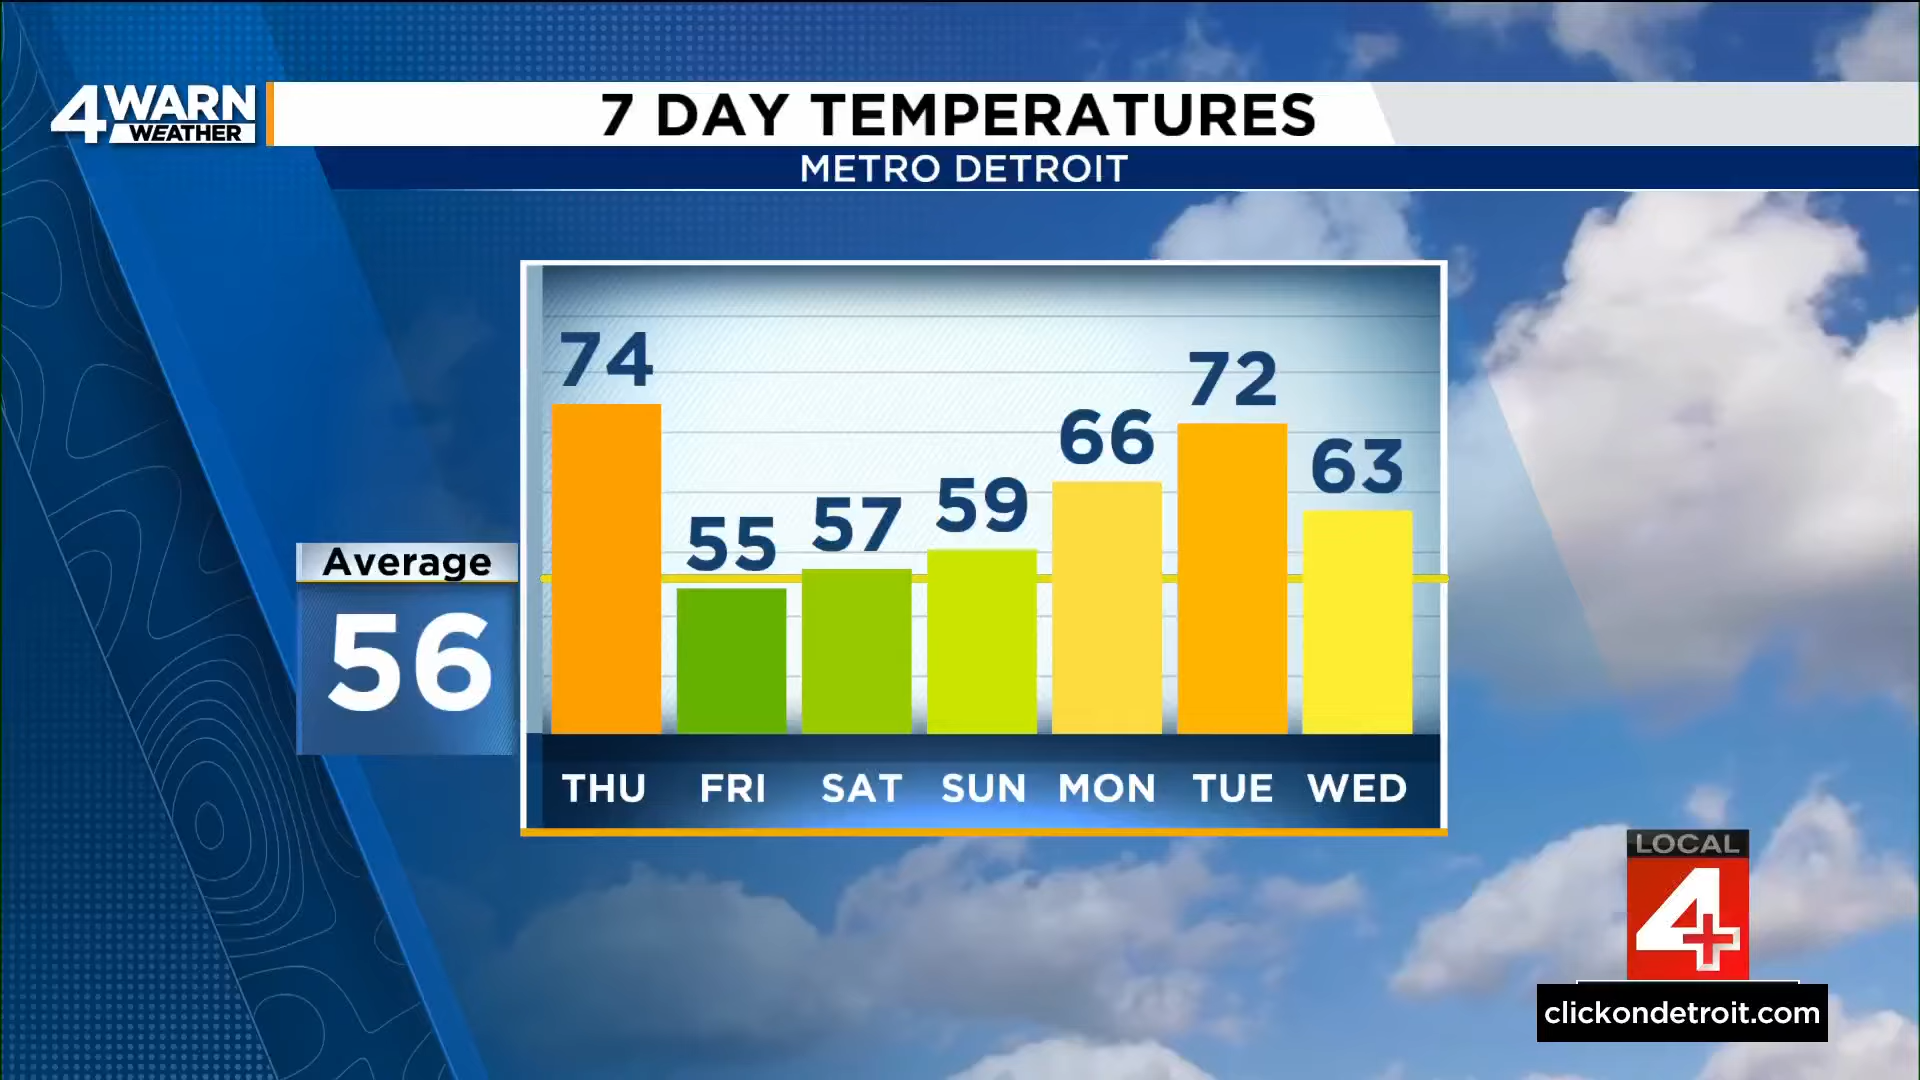 4WARN
WEATHER
7 DAY TEMPERATURES
METRO DETROIT
74
55
57
59
66
72
63
Average
56
THU
FRI
SAT
SUN
MON
TUE
WED
LOCAL
4+
clickondetroit.com